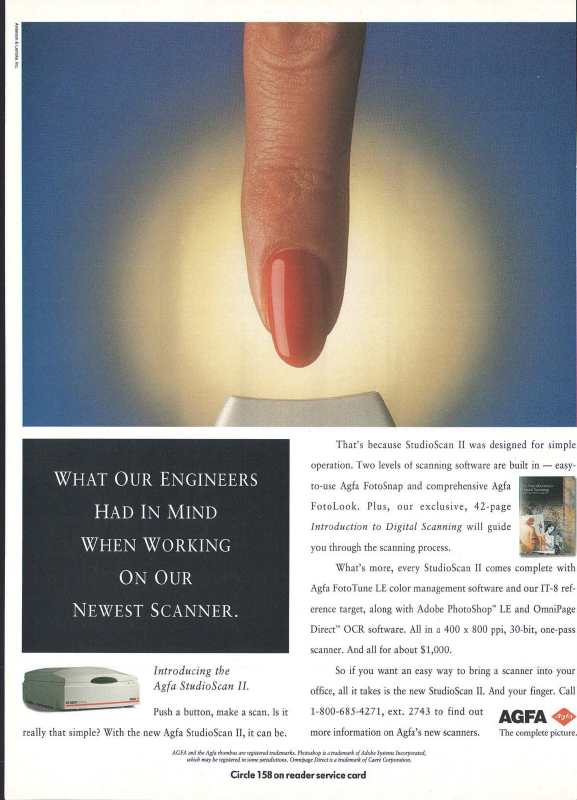 Anderson & Lembke, Inc.
WHAT OUR ENGINEERS
HAD IN MIND
WHEN WORKING
ON OUR
NEWEST SCANNER.
Introducing the
Agfa StudioScan II.
Push a button, make a scan. Is it
really that simple? With the new Agfa StudioScan II, it can be.
That's because StudioScan II was designed for simple
operation. Two levels of scanning software are built in — easy-
to-use Agfa FotoSnap and comprehensive Agfa
FotoLook. Plus, our exclusive, 42-page
Introduction to Digital Scanning will guide
you through the scanning process.
What's more, every StudioScan II comes complete with
Agfa FotoTune LE color management software and our IT-8 ref-
erence target, along with Adobe PhotoShop™ LE and OmniPage
Direct™ OCR software. All in a 400 x 800 ppi, 30-bit, one-pass
scanner. And all for about $1,000.
So if you want an easy way to bring a scanner into your
office, all it takes is the new StudioScan II. And your finger. Call
1-800-685-4271, ext. 2743 to find out
more information on Agfa's new scanners.
AGFA
Agfa
The complete picture.
AGFA and the Agfa rhombus are registered trademarks. Photoshop is a trademark of Adobe Systems Incorporated,
which may be registered in some jurisdictions. Omnipage Direct is a trademark of Caere Corporation.
Circle 158 on reader service card